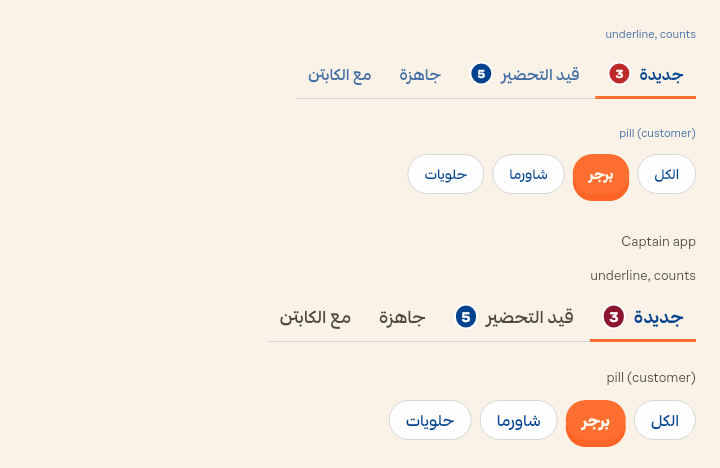 underline, counts
جديدة 3 قيد التحضير 5 جاهزة مع الكابتن
pill (customer)
الكل برجر شاورما حلويات
Captain app
underline, counts
جديدة 3 قيد التحضير 5 جاهزة مع الكابتن
pill (customer)
الكل برجر شاورما حلويات